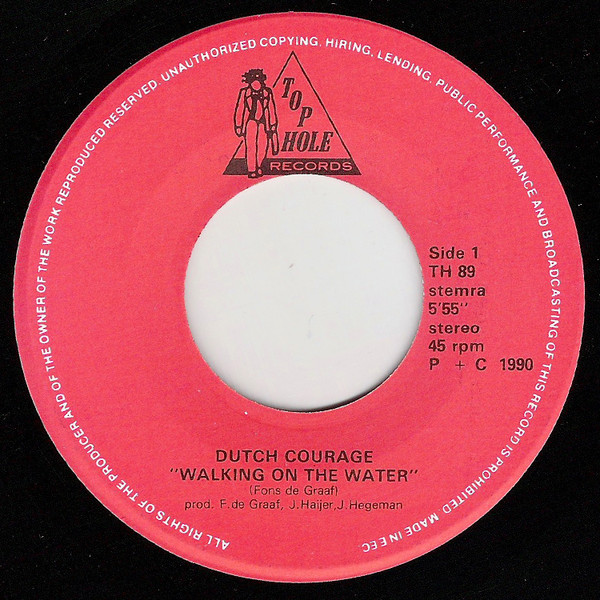 ALL RIGHTS OF THE PRODUCER AND OF THE OWNER OF THE WORK REPRODUCED RESERVED. UNAUTHORIZED COPYING, HIRING, LENDING, PUBLIC PERFORMANCE AND BROADCASTING OF THIS RECORD IS PROHIBITED. MADE IN EEC
TOP
HOLE
RECORDS
Side 1
TH 89
stemra
5'55"
stereo
45 rpm
P + C 1990
DUTCH COURAGE
"WALKING ON THE WATER"
(Fons de Graaf)
prod. F. de Graaf, J. Haijer, J. Hegeman